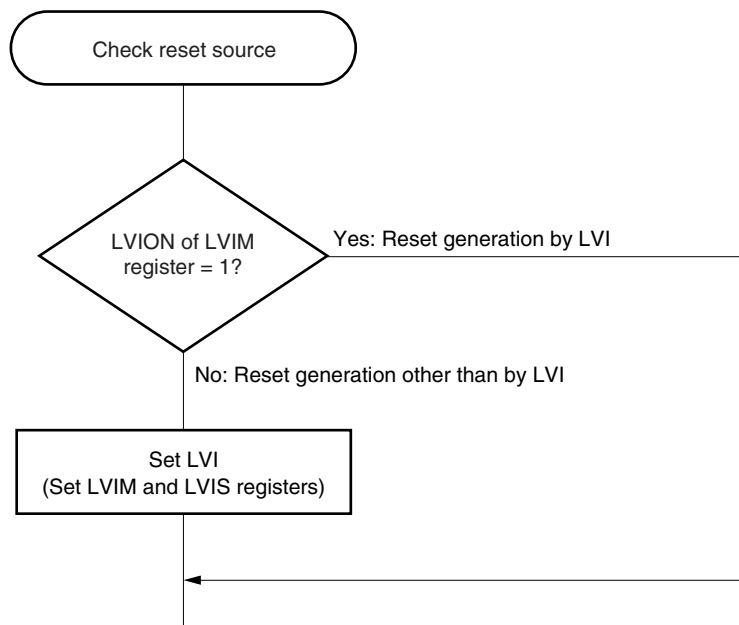 Check reset source
LVION of LVIM
register = 1?
Yes: Reset generation by LVI
No: Reset generation other than by LVI
Set LVI
(Set LVIM and LVIS registers)